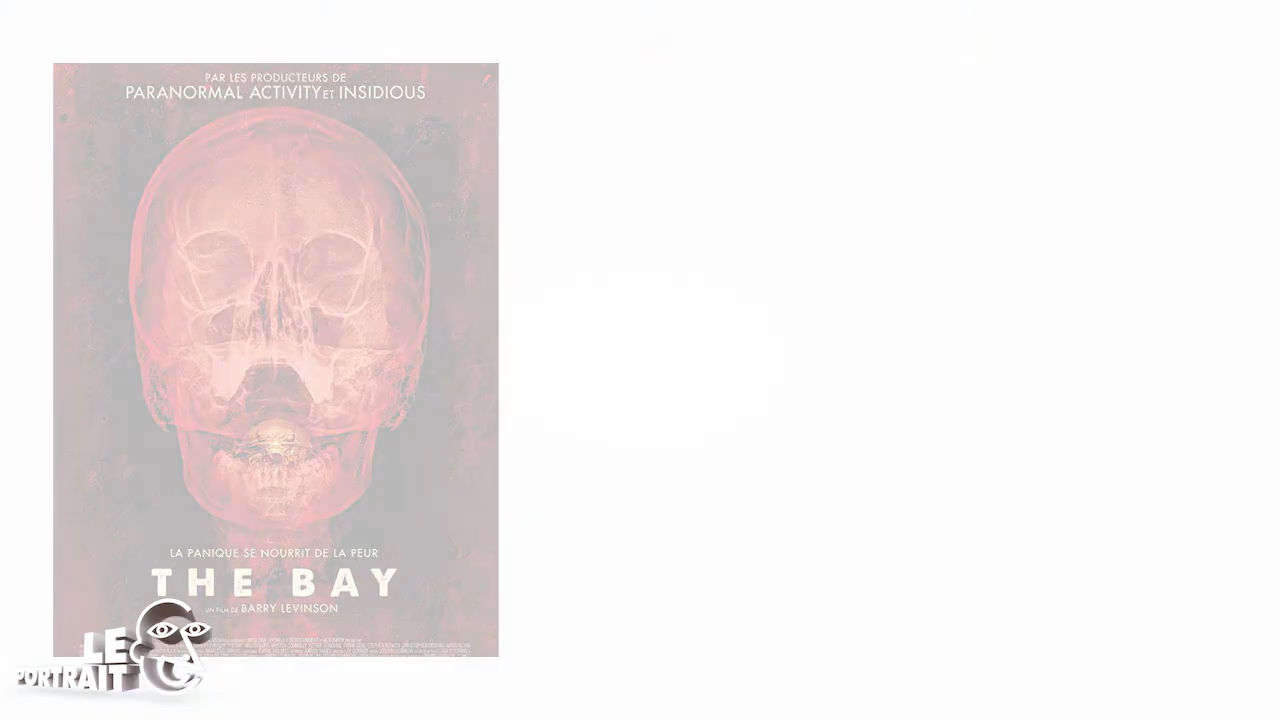 PAR LES PRODUCTEURS DE
PARANORMAL ACTIVITY ET INSIDIOUS
LA PANIQUE SE NOURRIT DE LA PEUR
THE BAY
UN FILM DE BARRY LEVINSON
LE
PORTRAIT